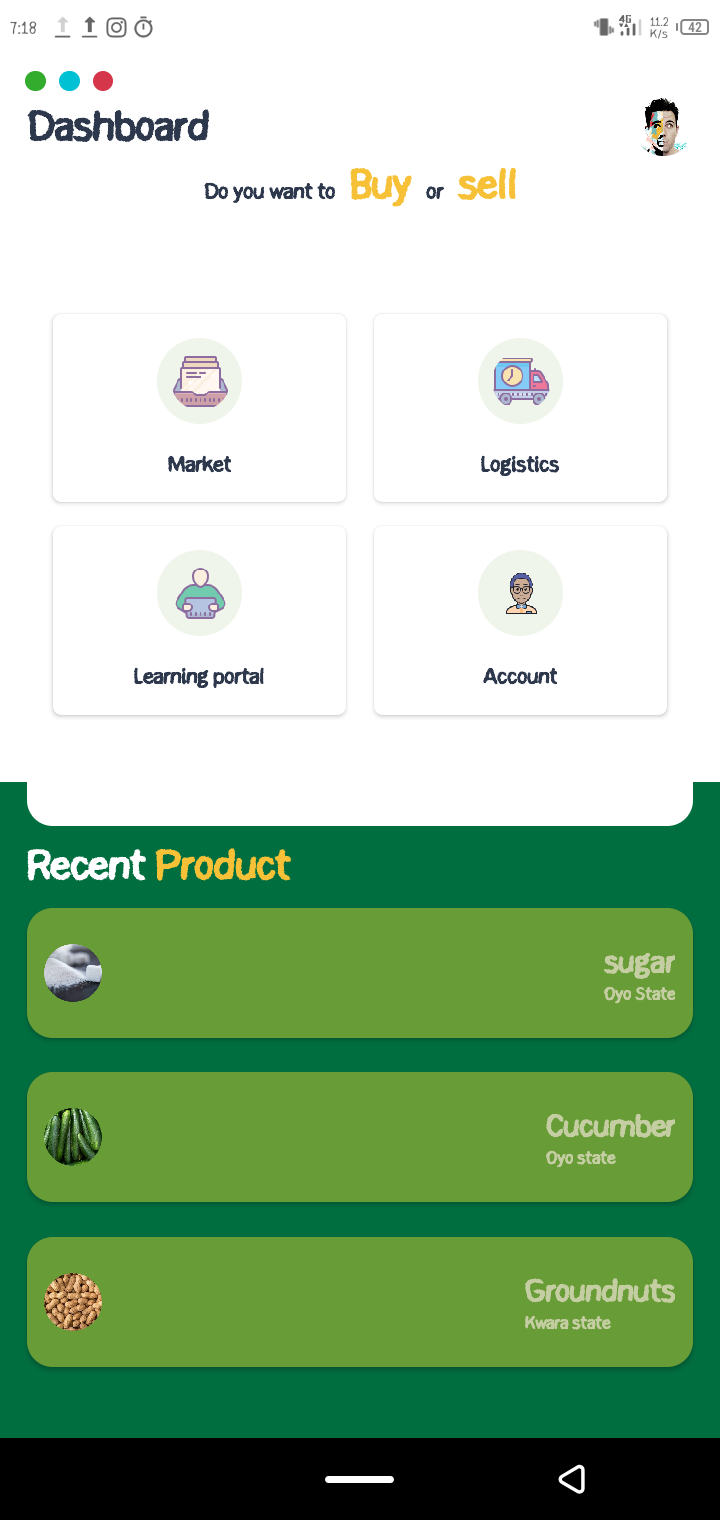 7:18
4G 11.2 K/s 42
Dashboard
Do you want to Buy or sell
Market
Logistics
Learning portal
Account
Recent Product
sugar
Oyo State
Cucumber
Oyo state
Groundnuts
Kwara state